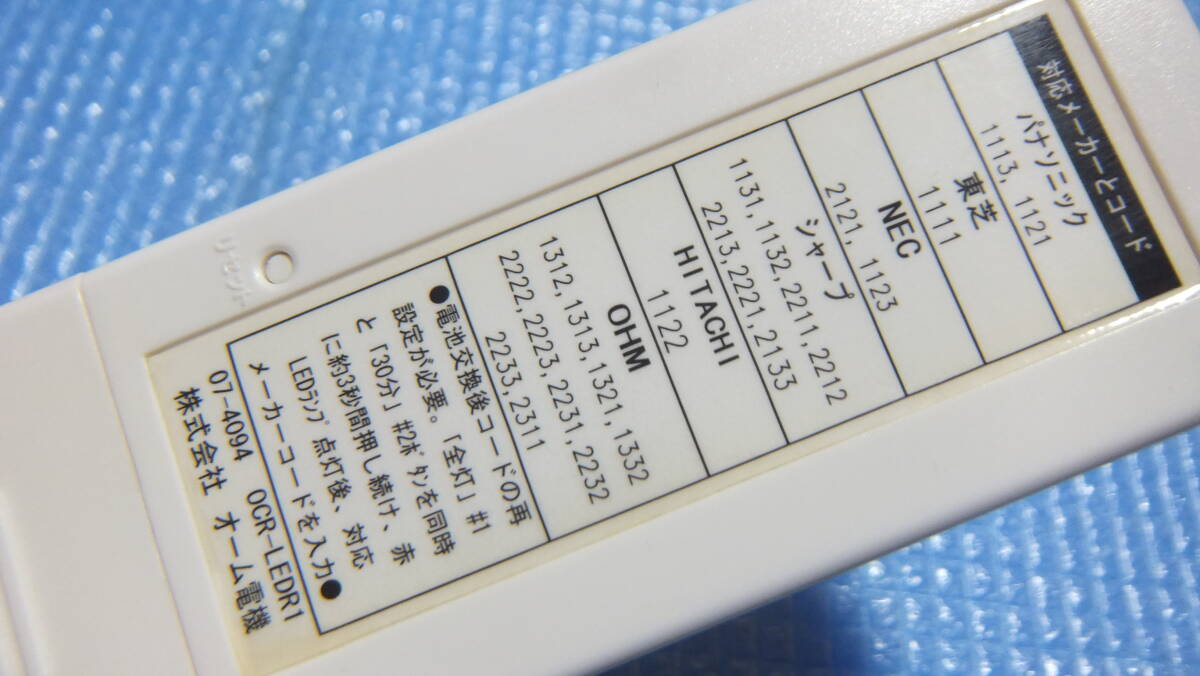 対応メーカーとコード
パナソニック
1113, 1121
東芝
1111
NEC
2121, 1123
シャープ
1131,1132,2211,2212
2213,2221,2133
HITACHI
1122
OHM
1312,1313,1321,1332
2222,2223,2231,2232
2233,2311
●電池交換後コードの再
設定が必要。「全灯」#1
と「30分」#2ﾎﾞﾀﾝを同時
に約3秒間押し続け、赤
LEDﾗﾝﾌﾟ点灯後、対応
メーカーコードを入力●
07-4094 OCR-LEDR1
株式会社 オーム電機
リセット